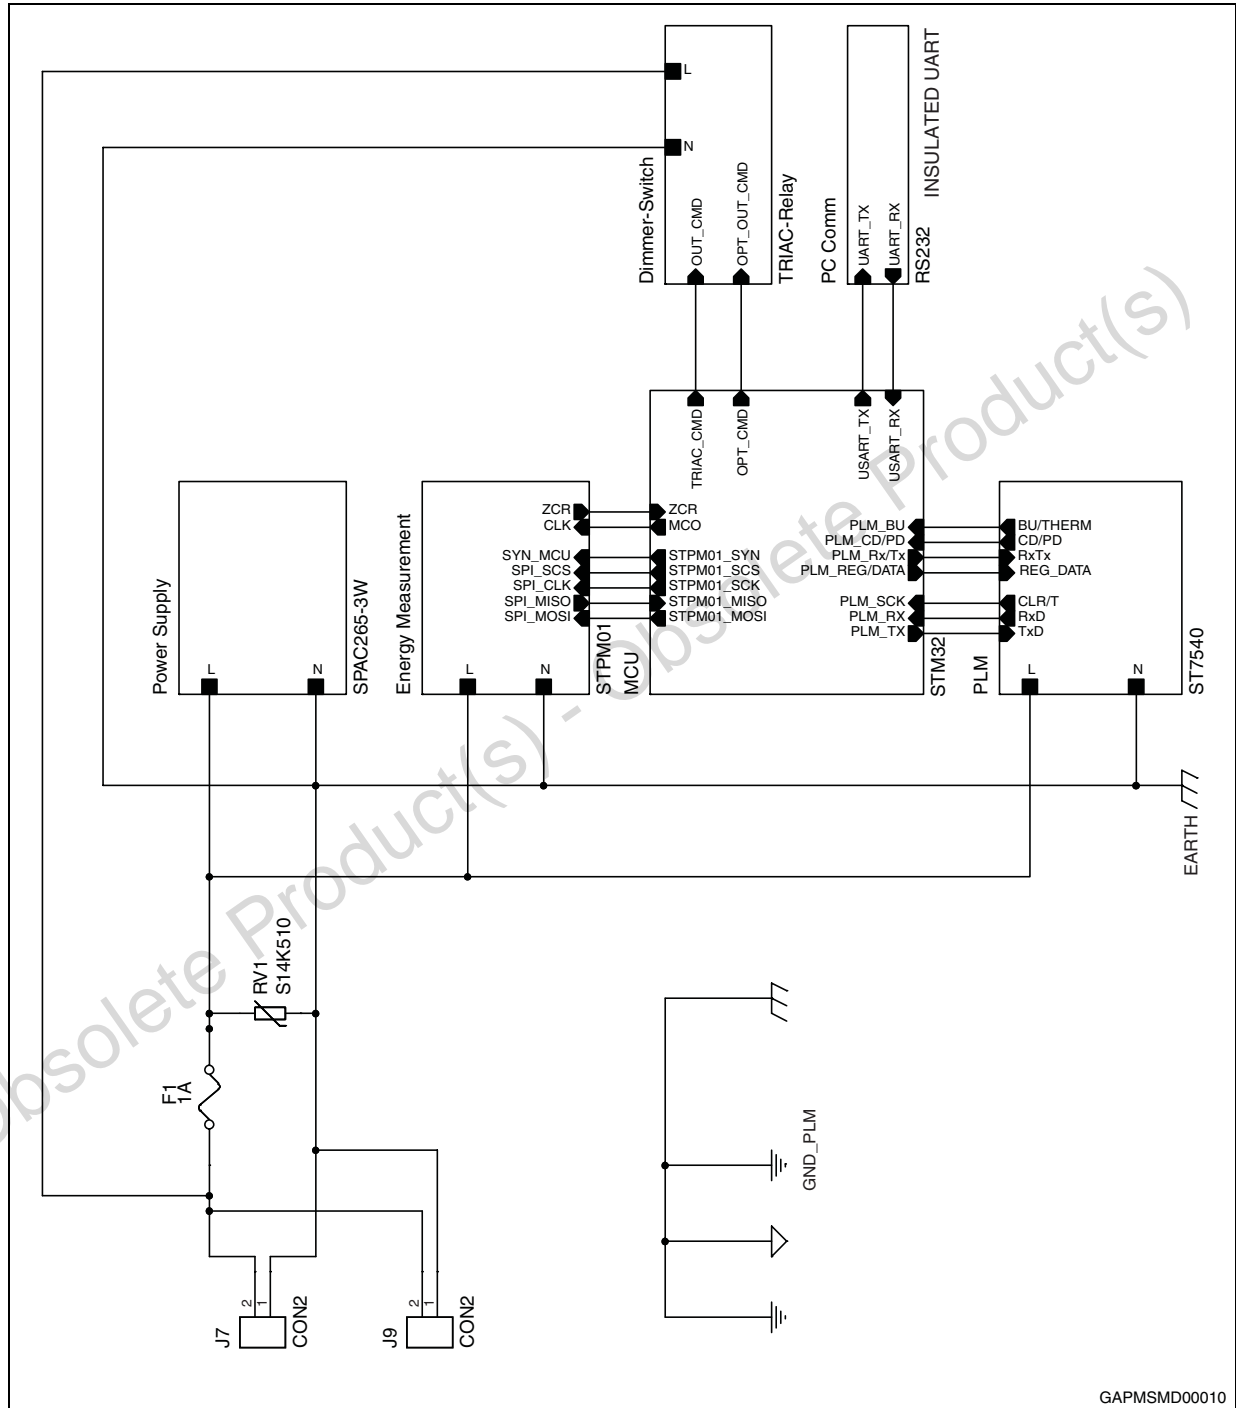 L
N
Dimmer-Switch
OUT_CMD
OPT_OUT_CMD
TRIAC-Relay
PC Comm
UART_TX
UART_RX
RS232
INSULATED UART
TRIAC_CMD
OPT_CMD
USART_TX
USART_RX
Power Supply
L
N
SPAC265-3W
Energy Measurement
ZCR
CLK
SYN_MCU
SPI_SCS
SPI_CLK
SPI_MISO
SPI_MOSI
L
N
STPM01
MCU
ZCR
MCO
STPM01_SYN
STPM01_SCS
STPM01_SCK
STPM01_MISO
STPM01_MOSI
PLM_BU
PLM_CD/PD
PLM_Rx/Tx
PLM_REG/DATA
PLM_SCK
PLM_RX
PLM_TX
STM32
PLM
BU/THERM
CD/PD
RxTx
REG_DATA
CLR/T
RxD
TxD
L
N
ST7540
EARTH
RV1
S14K510
F1
1A
GND_PLM
J7
2
1
CON2
J9
2
1
CON2
Obsolete Product(s) - Obsolete Product(s)
GAPMSMD00010